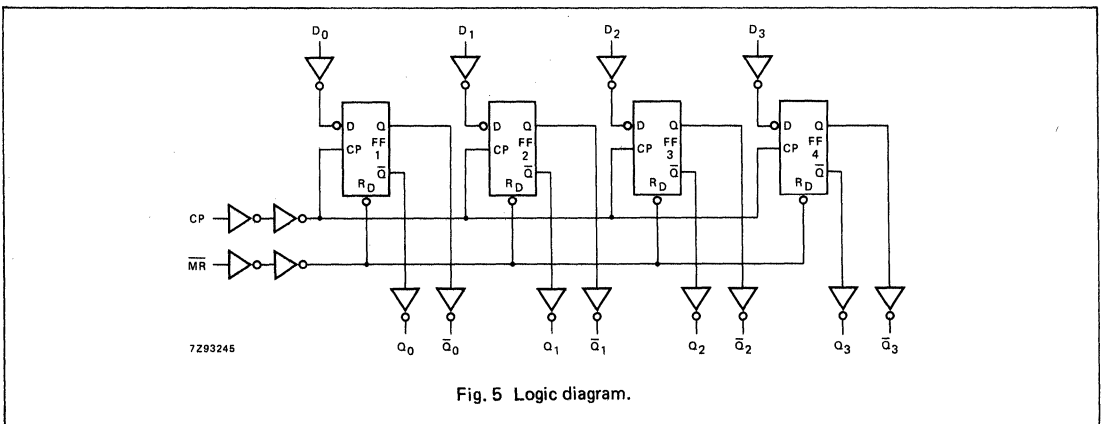 D0 D1 D2 D3
D Q D Q D Q D Q
FF 1 FF 2 FF 3 FF 4
CP CP CP CP
Q̅ Q̅ Q̅ Q̅
RD RD RD RD
CP
M̅R̅
7Z93245
Q0 Q̅0 Q1 Q̅1 Q2 Q̅2 Q3 Q̅3
Fig. 5 Logic diagram.